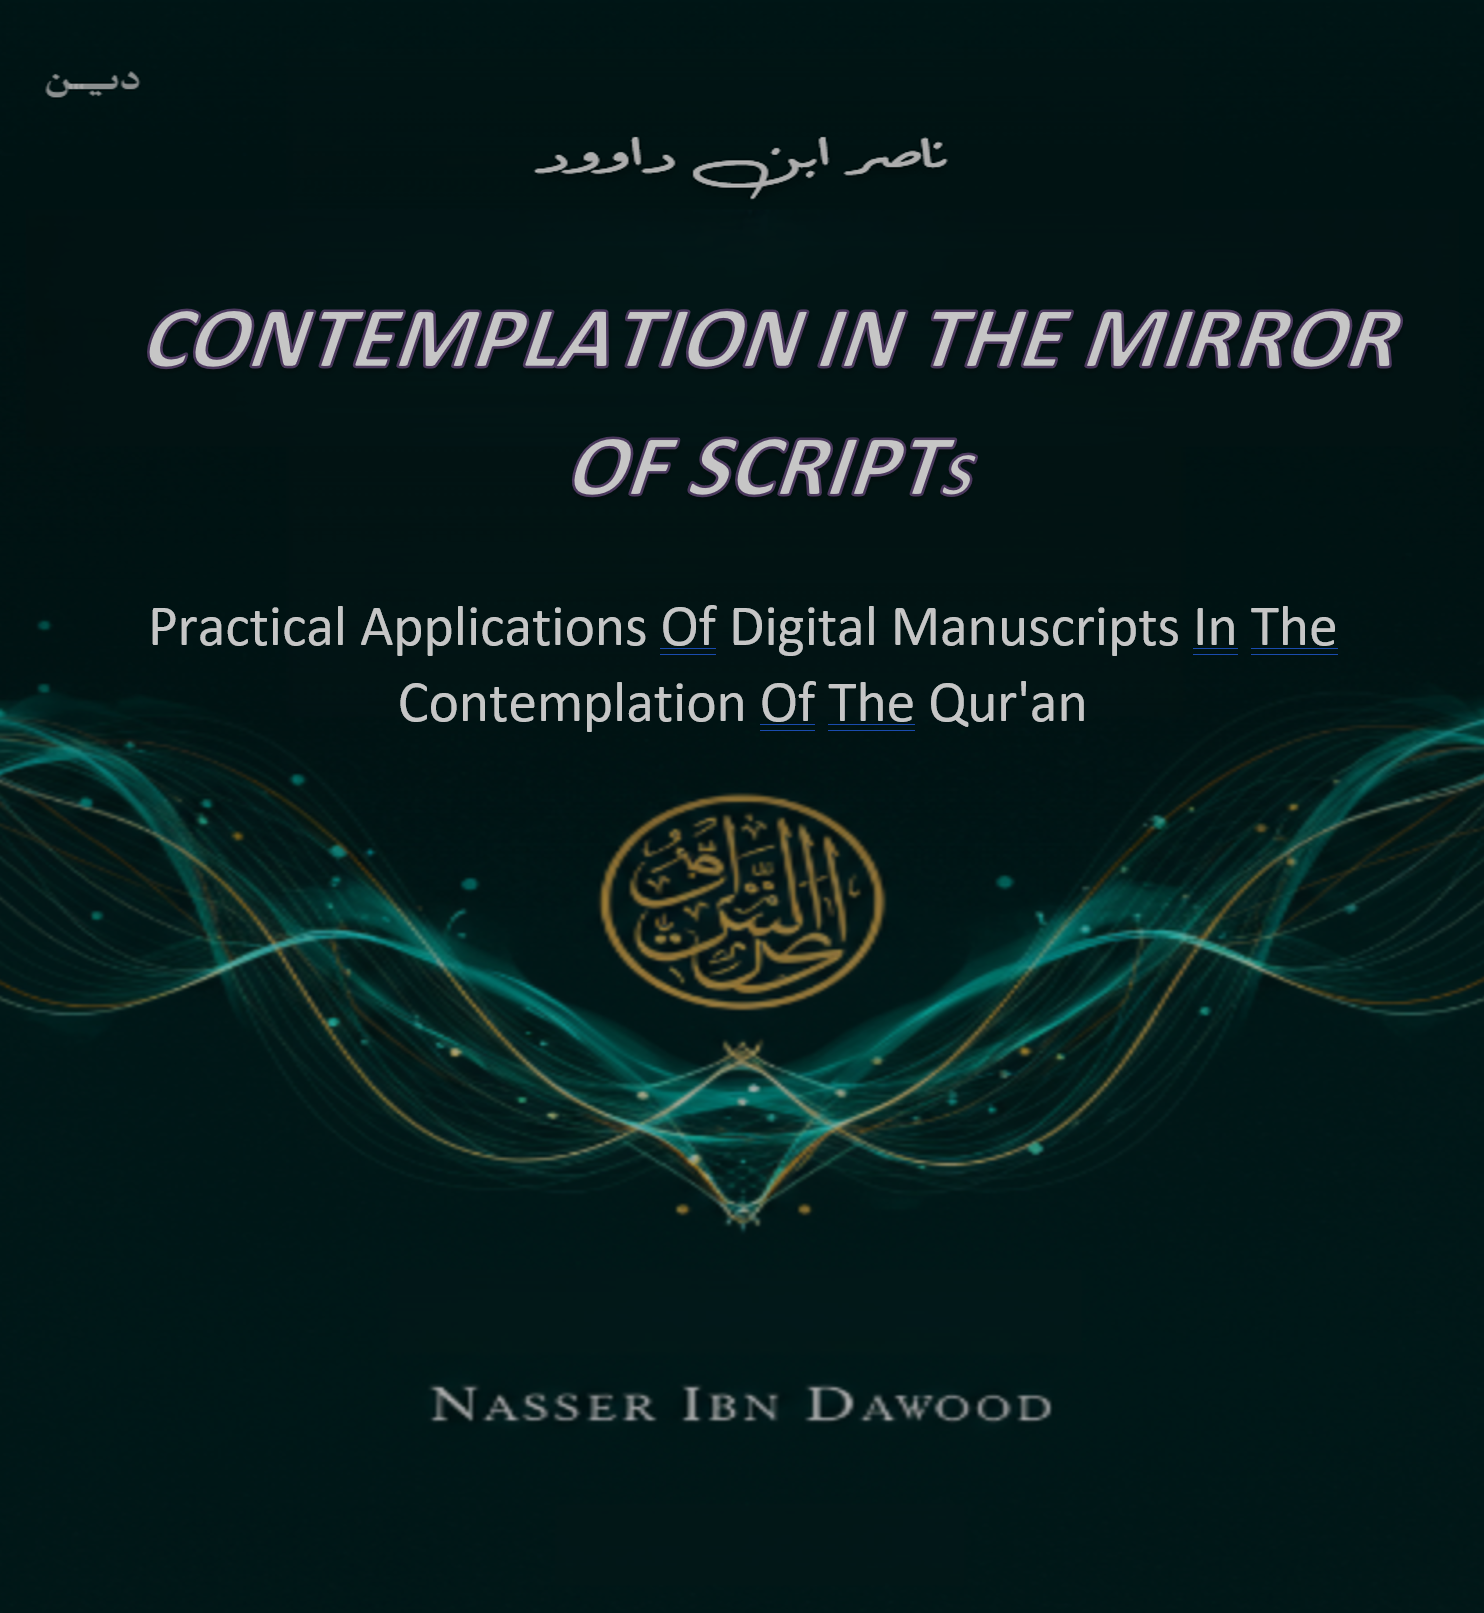 ديـــن
ناصر ابن داوود
CONTEMPLATION IN THE MIRROR
OF SCRIPTs
Practical Applications Of Digital Manuscripts In The
Contemplation Of The Qur'an
NASSER IBN DAWOOD